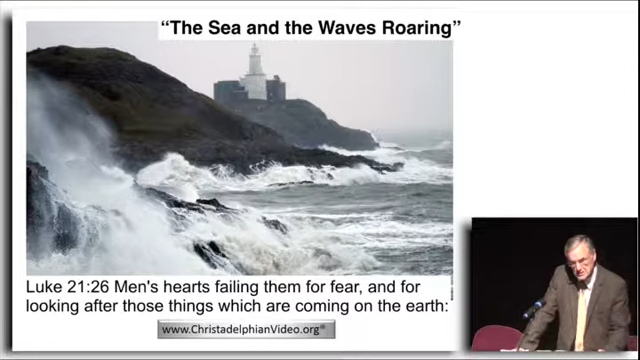 “The Sea and the Waves Roaring”
Luke 21:26 Men's hearts failing them for fear, and for
looking after those things which are coming on the earth:
www.ChristadelphianVideo.org®